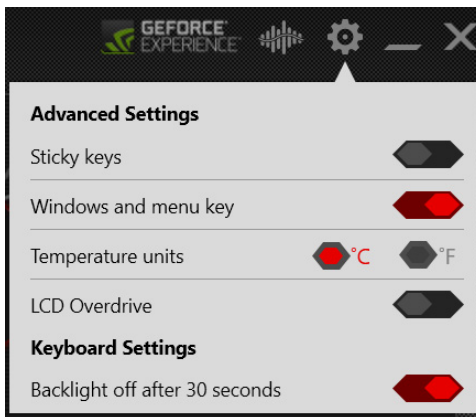 GEFORCE
EXPERIENCE
Advanced Settings
Sticky keys
Windows and menu key
Temperature units °C °F
LCD Overdrive
Keyboard Settings
Backlight off after 30 seconds